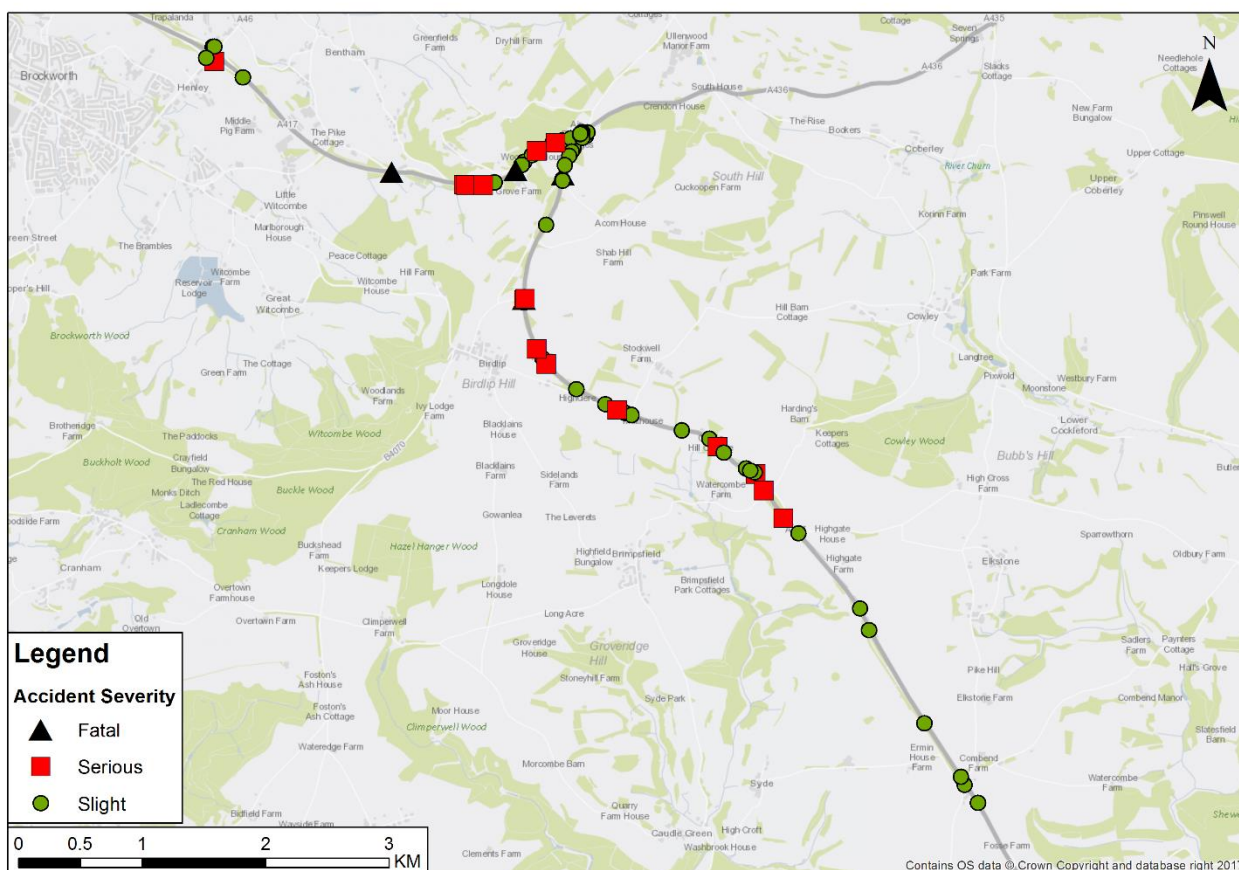 Trapalanda
A46
Cottages
Cottage
A435
Greenfields
Farm
Dryhill Farm
Ullenwood
Manor Farm
Seven
Springs
N
Bentham
Needlehole
Cottages
Brockworth
Henley
Slacks
Cottage
South House
A436
A436
Crendon House
New Farm
Bungalow
A417
Middle
Pig Farm
The Pike
Cottage
The Rise
Bookers
Coberley
Upper Cottage
River Churn
South Hill
Upper
Coberley
Grove Farm
Cuckoopen Farm
Little
Witcombe
Marlborough
House
Korinn Farm
Pinswell
Round House
Acorn House
Green Street
The Brambles
Peace Cottage
Shab Hill
Farm
Witcombe
Farm
Hill Farm
Park Farm
Reservoir
Lodge
Witcombe
House
Great
Witcombe
Hill Barn
Cottage
Cowley
Brockworth Wood
Stockwell
Farm
Langtree
The Cottage
Birdlip
Pixwold
Westbury Farm
Green Farm
Moonstone
Birdlip Hill
Woodlands
Farm
Ivy Lodge
Farm
Harding's
Barn
Lower
Cockleford
Brotheridge
Farm
The Paddocks
Witcombe Wood
Blacklains
House
Keepers
Cottages
Cowley Wood
Crayfield
Bungalow
B4070
Bubb's Hill
Buckholt Wood
Blacklains
Farm
Sidelands
Farm
The Red House
Monks Ditch
Buckle Wood
Watercombe
Farm
High Cross Farm
Ladlecombe
Cottage
Gowanlea
The Leverets
Cranham Wood
Highgate
House
Sparrowthorn
Buckshead
Farm
Hazel Hanger Wood
Highfield
Bungalow
Brimpsfield
Oldbury Farm
Cranham
Keepers Lodge
Highgate
Farm
Elkstone
Longdole
House
Brimpsfield
Park Cottages
Overtown
Farmhouse
Old
Overtown
Overtown Farm
Climperwell
Farm
Long Acre
Groveridge
House
Groveridge
Hill
Sadlers
Farm
Paynters
Cottage
Legend
Pike Hill
Hall's Grove
Foston's
Ash House
Stoneyhill Farm
Accident Severity
Elkstone Farm
Combend Manor
Foston's
Ash Cottage
Moor House
Syde Park
Fatal
Climperwell Wood
Slatesfield
Barn
Wateredge Farm
Ermin
House
Farm
Combend
Farm
Serious
Morcombe Barn
Syde
Watercombe
Farm
Slight
Bidfield Farm
Quarry
Farm House
High Croft
Wayside Farm
Caudle Green
Washbrook House
Fosse Farm
Clements Farm
0 0.5 1 2 3
KM
Contains OS data © Crown Copyright and database right 2017